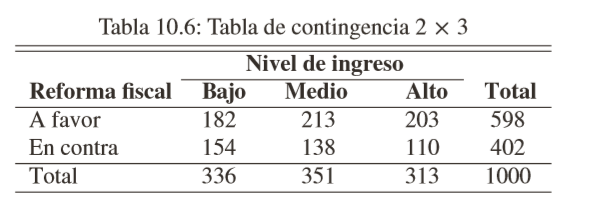 Tabla 10.6: Tabla de contingencia 2 × 3
Nivel de ingreso
Reforma fiscal Bajo Medio Alto Total
A favor 182 213 203 598
En contra 154 138 110 402
Total 336 351 313 1000